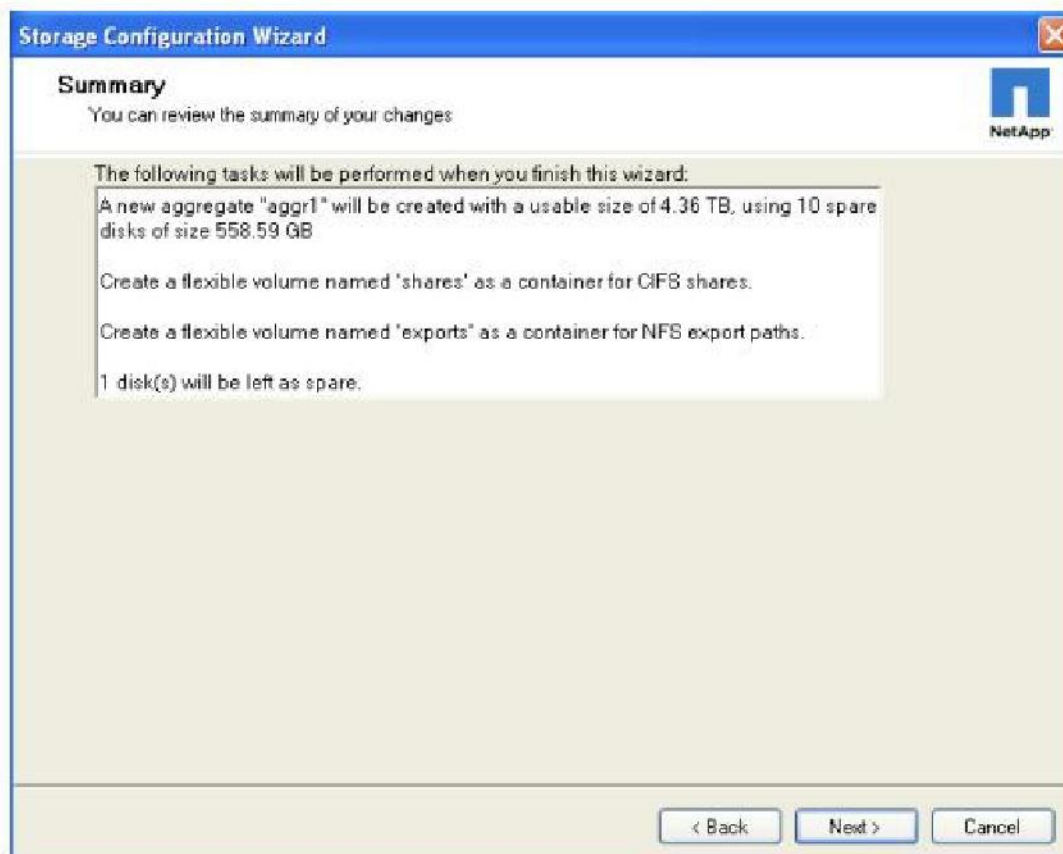 Storage Configuration Wizard
Summary
You can review the summary of your changes
NetApp
The following tasks will be performed when you finish this wizard:
A new aggregate "aggr1" will be created with a usable size of 4.36 TB, using 10 spare
disks of size 558.59 GB
Create a flexible volume named 'shares' as a container for CIFS shares.
Create a flexible volume named 'exports' as a container for NFS export paths.
1 disk(s) will be left as spare.
< Back
Next >
Cancel